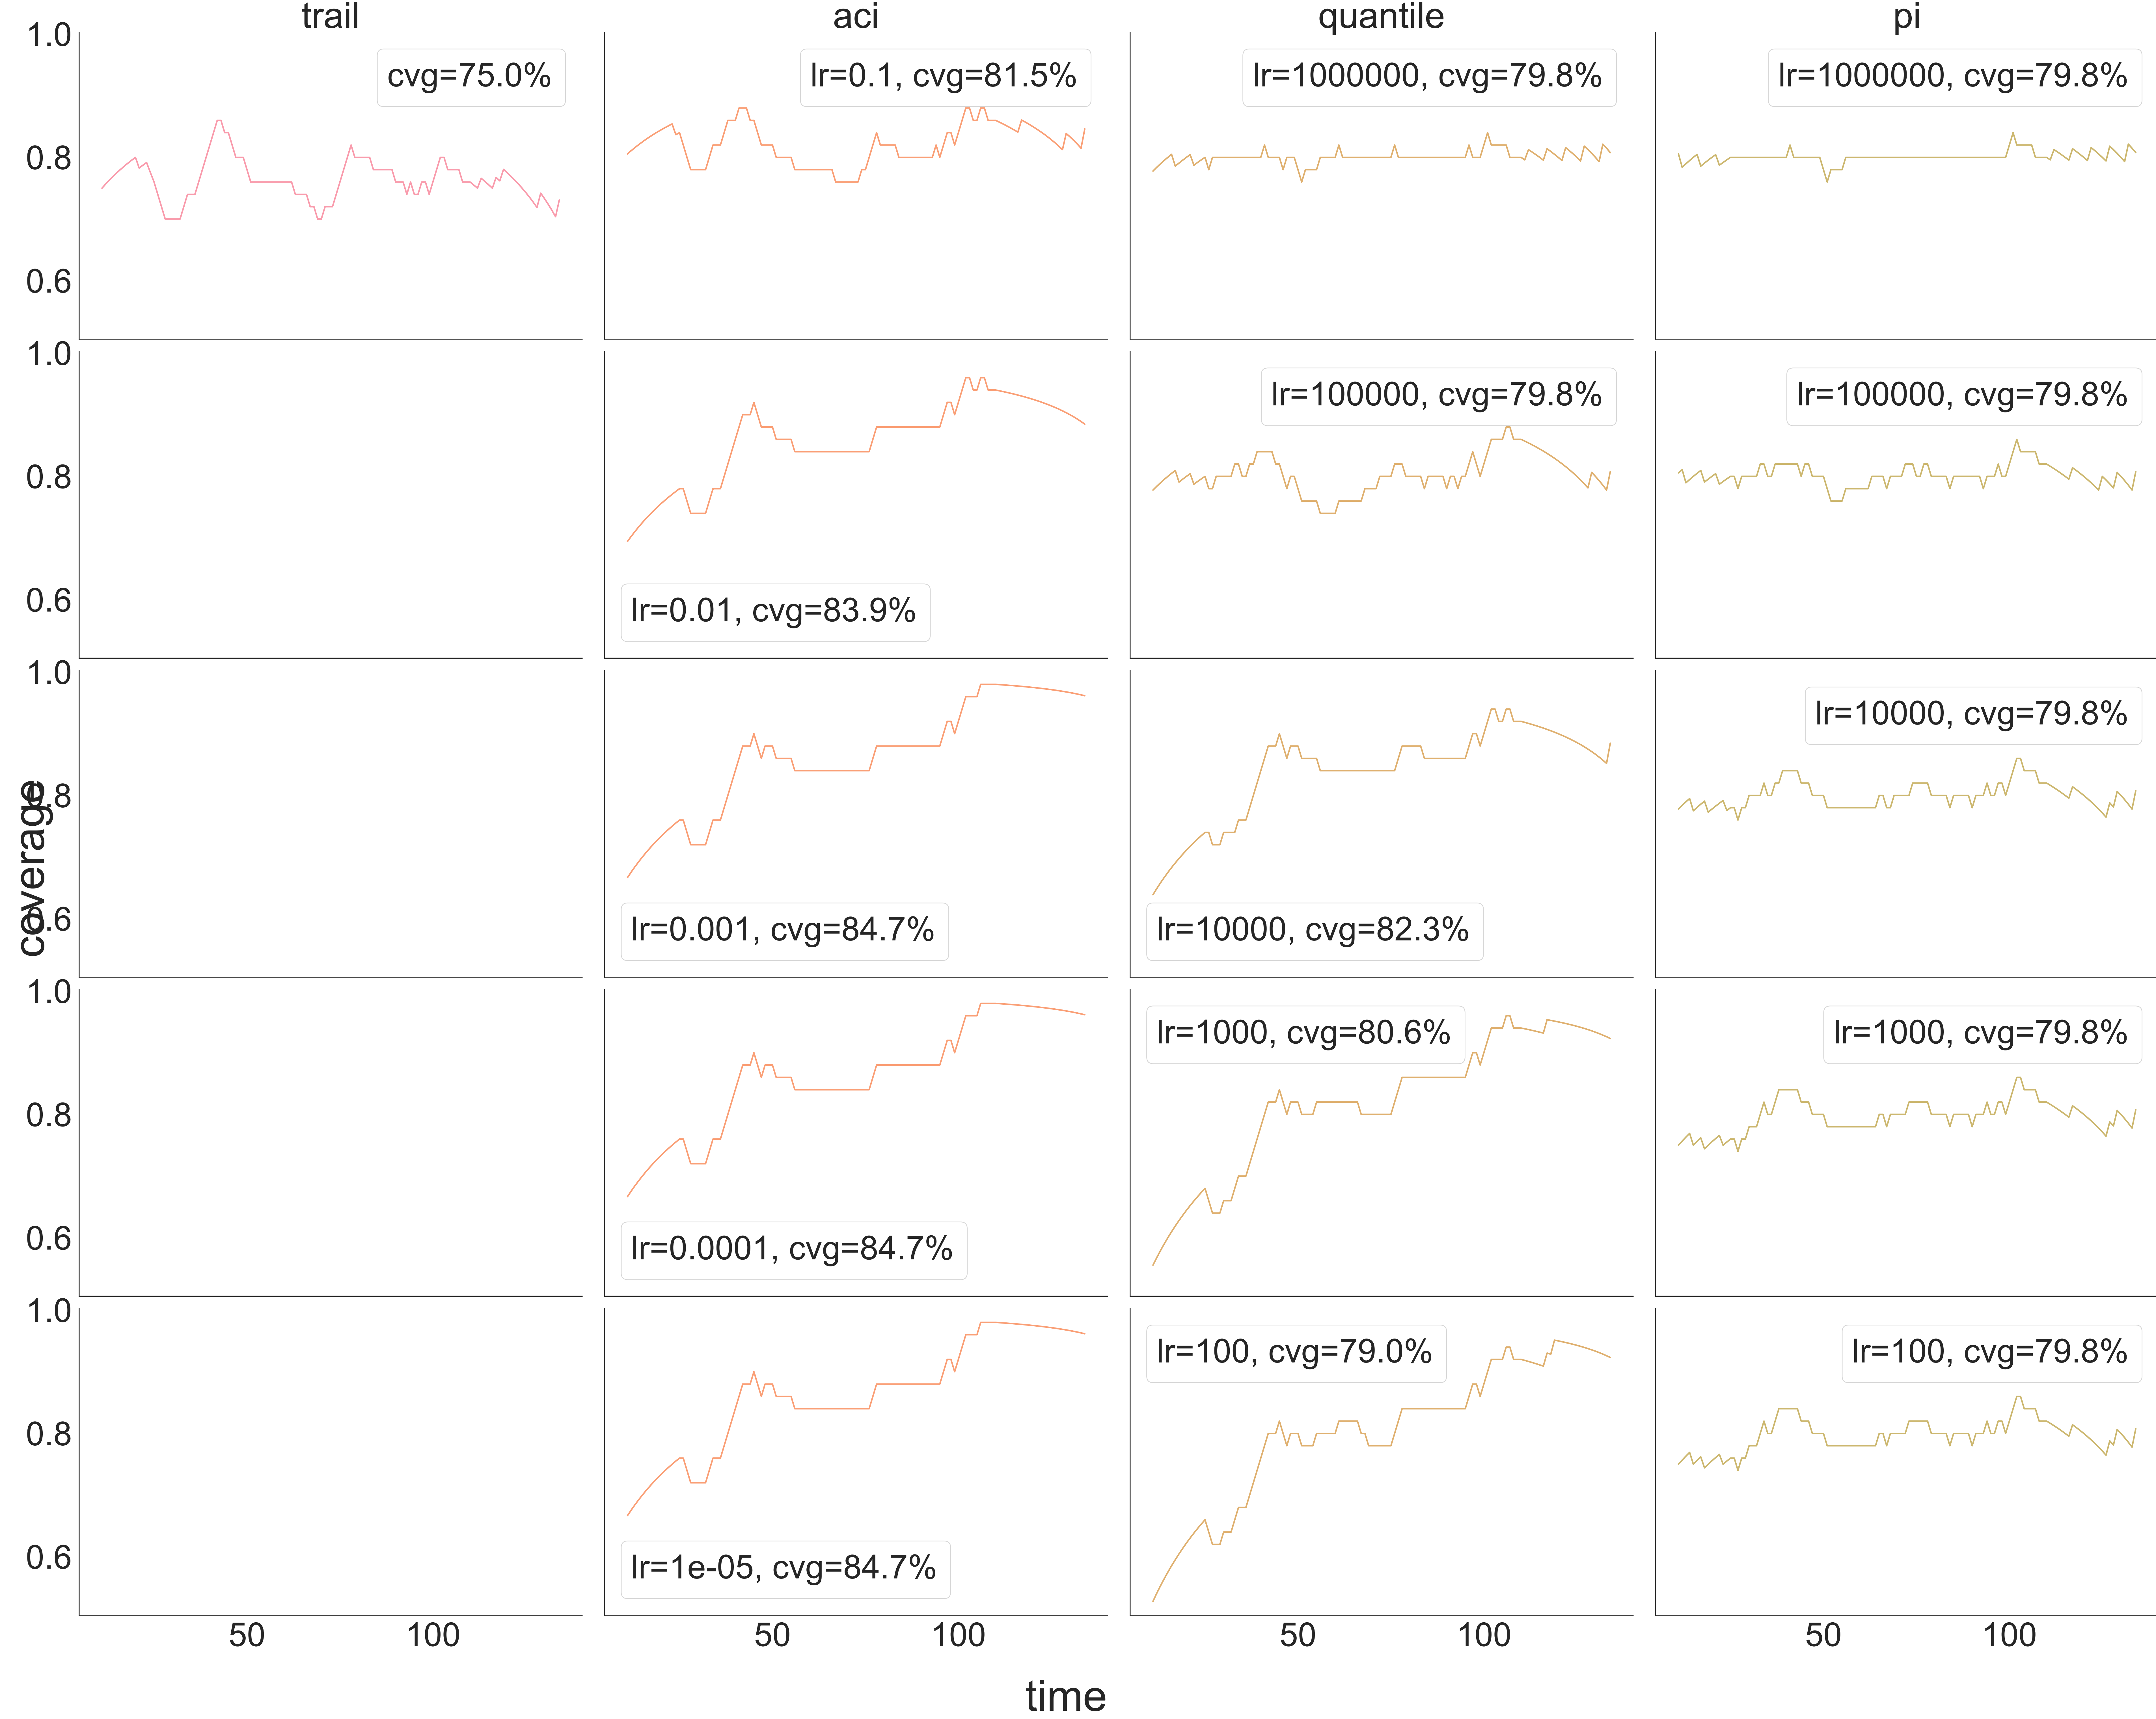 trail
aci
quantile
pi
1.0
0.8
0.6
cvg=75.0%
lr=0.1, cvg=81.5%
lr=1000000, cvg=79.8%
lr=1000000, cvg=79.8%
1.0
0.8
0.6
lr=0.01, cvg=83.9%
lr=100000, cvg=79.8%
lr=100000, cvg=79.8%
coverage
1.0
0.8
0.6
lr=0.001, cvg=84.7%
lr=10000, cvg=82.3%
lr=10000, cvg=79.8%
1.0
0.8
0.6
lr=0.0001, cvg=84.7%
lr=1000, cvg=80.6%
lr=1000, cvg=79.8%
1.0
0.8
0.6
lr=1e-05, cvg=84.7%
lr=100, cvg=79.0%
lr=100, cvg=79.8%
50 100
50 100
50 100
50 100
time